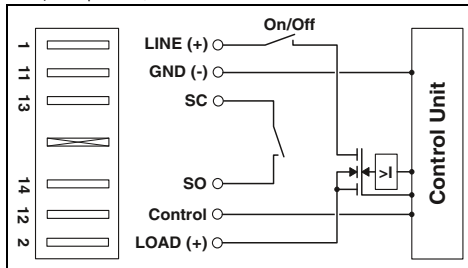 On/Off
1 LINE (+)
11 GND (-)
13 SC
14 SO
12 Control
2 LOAD (+)
>I
Control Unit